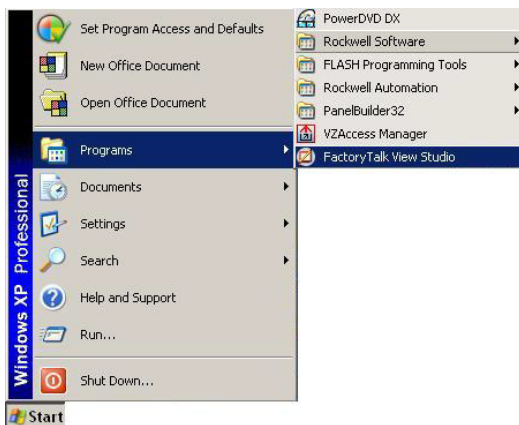 Set Program Access and Defaults
New Office Document
Open Office Document
Programs
Documents
Settings
Search
Help and Support
Run...
Shut Down...
Windows XP Professional
Start
PowerDVD DX
Rockwell Software
FLASH Programming Tools
Rockwell Automation
PanelBuilder32
VZAccess Manager
FactoryTalk View Studio